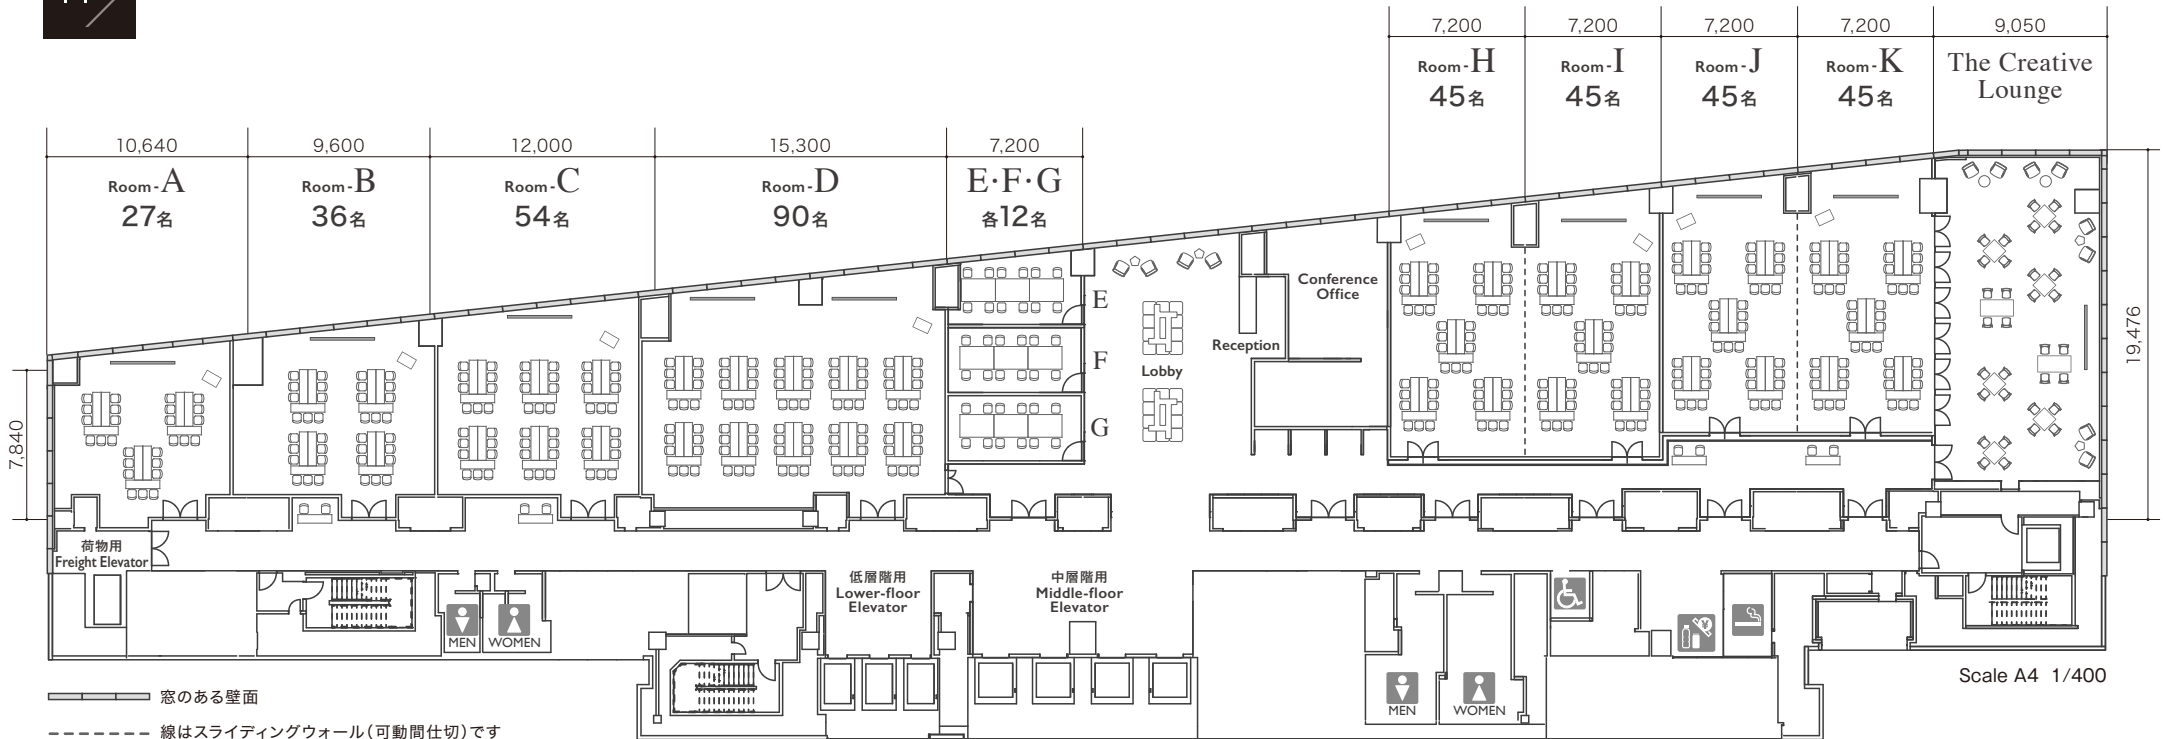 7,200
7,200
7,200
7,200
9,050
Room-H
45名
Room-I
45名
Room-J
45名
Room-K
45名
The Creative
Lounge
10,640
9,600
12,000
15,300
7,200
Room-A
27名
Room-B
36名
Room-C
54名
Room-D
90名
E・F・G
各12名
E
F
G
Lobby
Reception
Conference
Office
7,840
19,476
荷物用
Freight Elevator
低層階用
Lower-floor
Elevator
中層階用
Middle-floor
Elevator
MEN
WOMEN
MEN
WOMEN
¥
Scale A4 1/400
窓のある壁面
線はスライディングウォール(可動間仕切)です